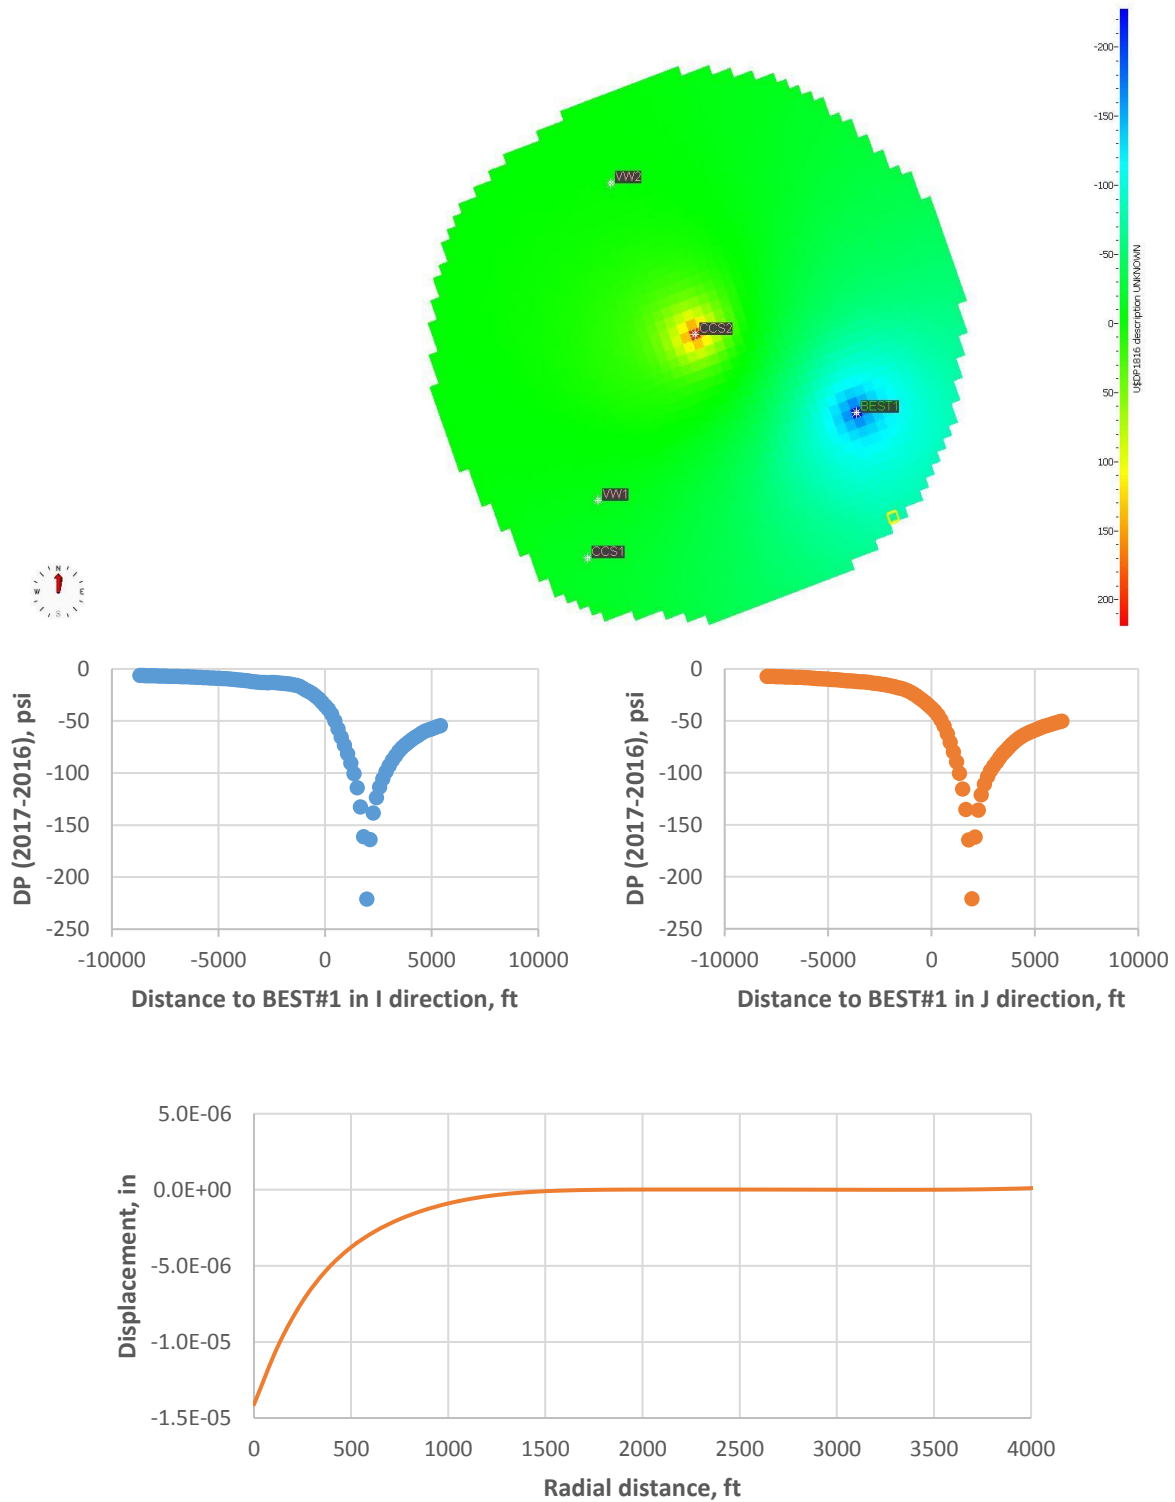 -200
-150
-100
-50
0
50
100
150
200
U$DP1816 description UNKNOWN
VW2
CCS2
BEST1
VW1
CCS1
N
W E
S
0
-50
-100
-150
-200
-250
DP (2017-2016), psi
-10000 -5000 0 5000 10000
Distance to BEST#1 in I direction, ft
0
-50
-100
-150
-200
-250
DP (2017-2016), psi
-10000 -5000 0 5000 10000
Distance to BEST#1 in J direction, ft
5.0E-06
0.0E+00
-5.0E-06
-1.0E-05
-1.5E-05
Displacement, in
0 500 1000 1500 2000 2500 3000 3500 4000
Radial distance, ft